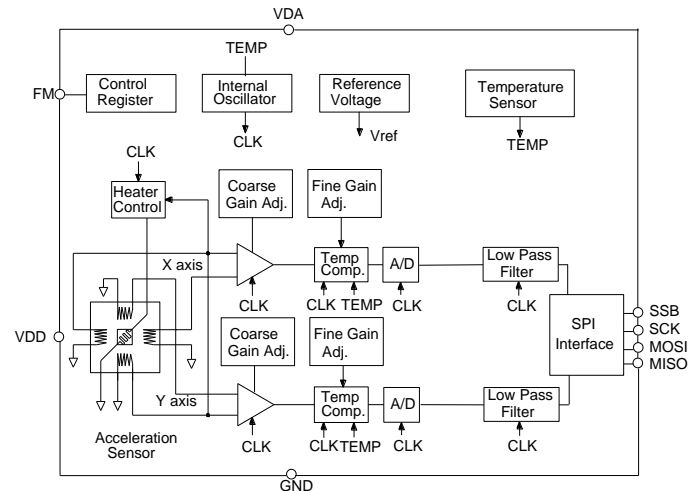 VDA
TEMP
FM
Control
Register
Internal
Oscillator
Reference
Voltage
Temperature
Sensor
CLK
Vref
TEMP
CLK
Heater
Control
Coarse
Gain Adj.
Fine Gain
Adj.
X axis
Temp
Comp.
A/D
Low Pass
Filter
CLK
CLK
TEMP
CLK
CLK
VDD
Coarse
Gain Adj.
Fine Gain
Adj.
SPI
Interface
SSB
SCK
MOSI
MISO
Y axis
Temp
Comp.
A/D
Low Pass
Filter
Acceleration
Sensor
CLK
CLK
TEMP
CLK
CLK
GND